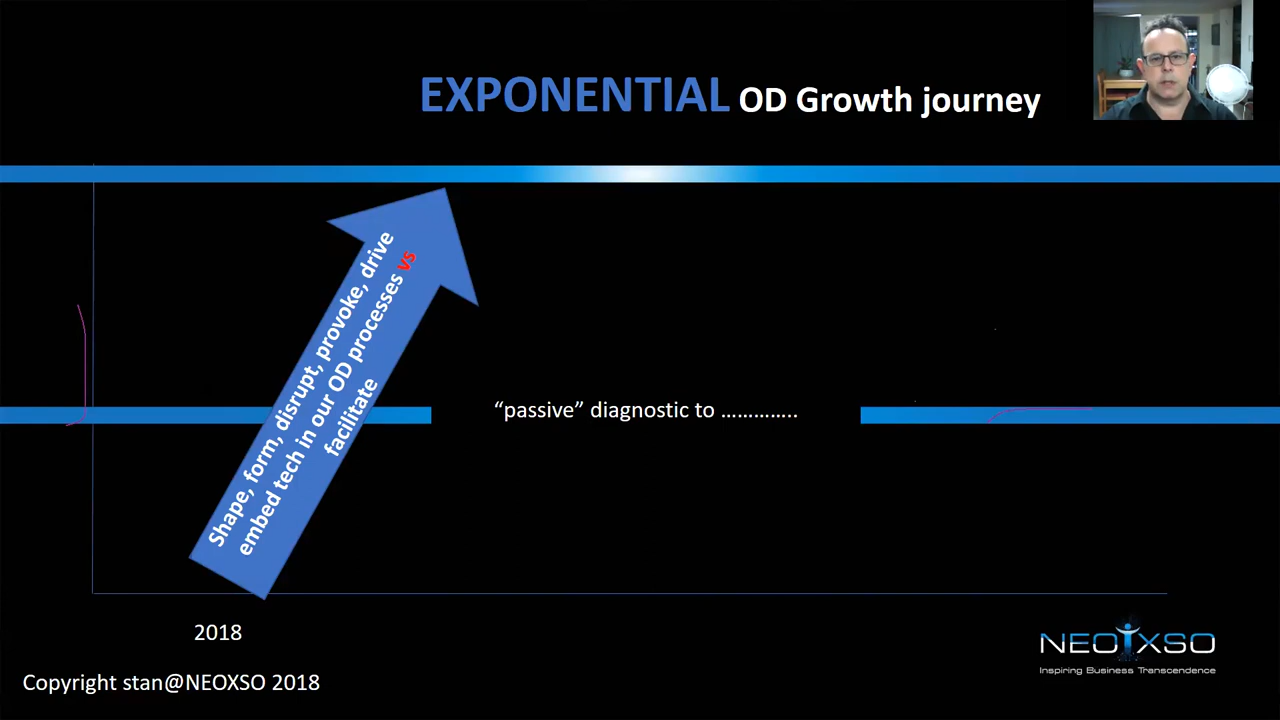 EXPONENTIAL OD Growth journey
Shape, form, disrupt, provoke, drive
embed tech in our OD processes vs
facilitate
“passive” diagnostic to …………..
2018
NEOXSO
Inspiring Business Transcendence
Copyright stan@NEOXSO 2018